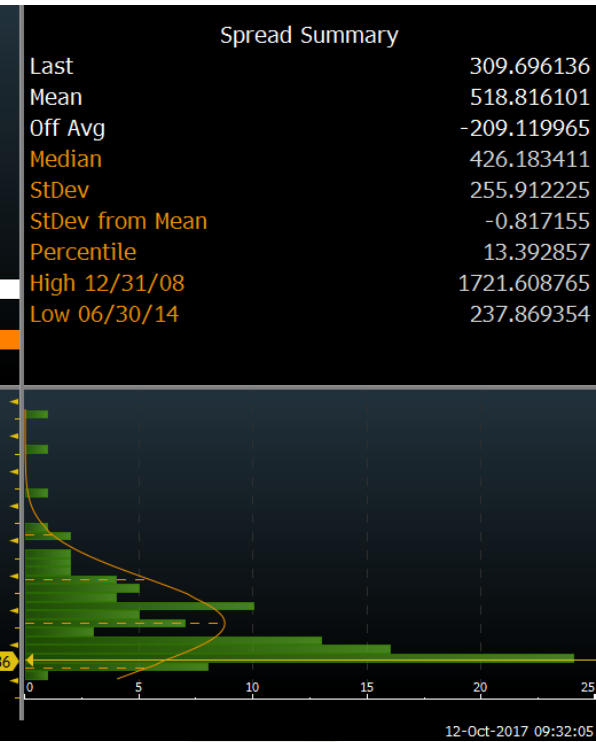 Spread Summary
Last 309.696136
Mean 518.816101
Off Avg -209.119965
Median 426.183411
StDev 255.912225
StDev from Mean -0.817155
Percentile 13.392857
High 12/31/08 1721.608765
Low 06/30/14 237.869354
36
0 5 10 15 20 25
12-Oct-2017 09:32:05